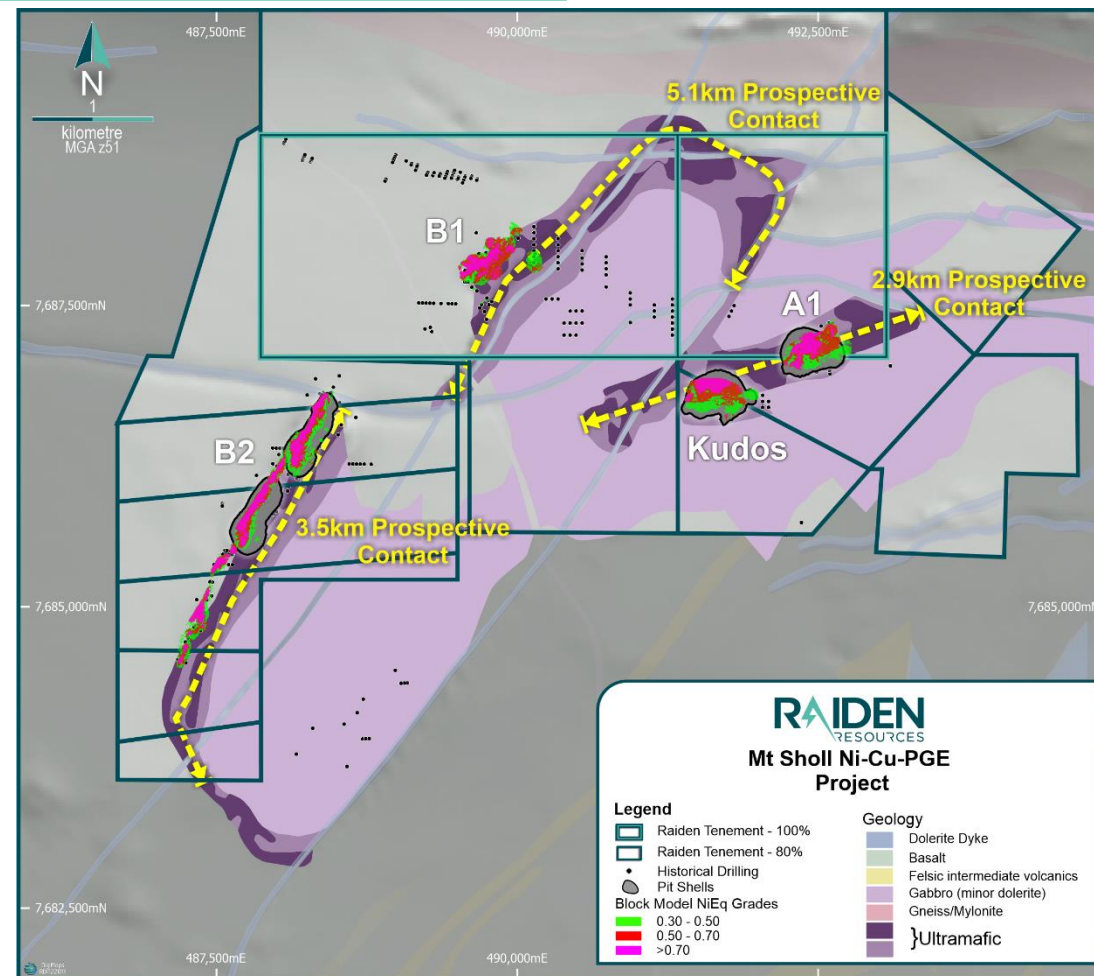 487,500mE
490,000mE
492,500mE
N
1
kilometre
MGA z51
5.1km Prospective
Contact
B1
2.9km Prospective
Contact
A1
7,687,500mN
Kudos
B2
3.5km Prospective
Contact
7,685,000mN
7,685,000mN
7,682,500mN
487,500mE
490,000mE
RAIDEN
RESOURCES
Mt Sholl Ni-Cu-PGE
Project
Legend
Raiden Tenement - 100%
Raiden Tenement - 80%
Historical Drilling
Pit Shells
Block Model NiEq Grades
0.30 - 0.50
0.50 - 0.70
>0.70
Geology
Dolerite Dyke
Basalt
Felsic intermediate volcanics
Gabbro (minor dolerite)
Gneiss/Mylonite
}Ultramafic